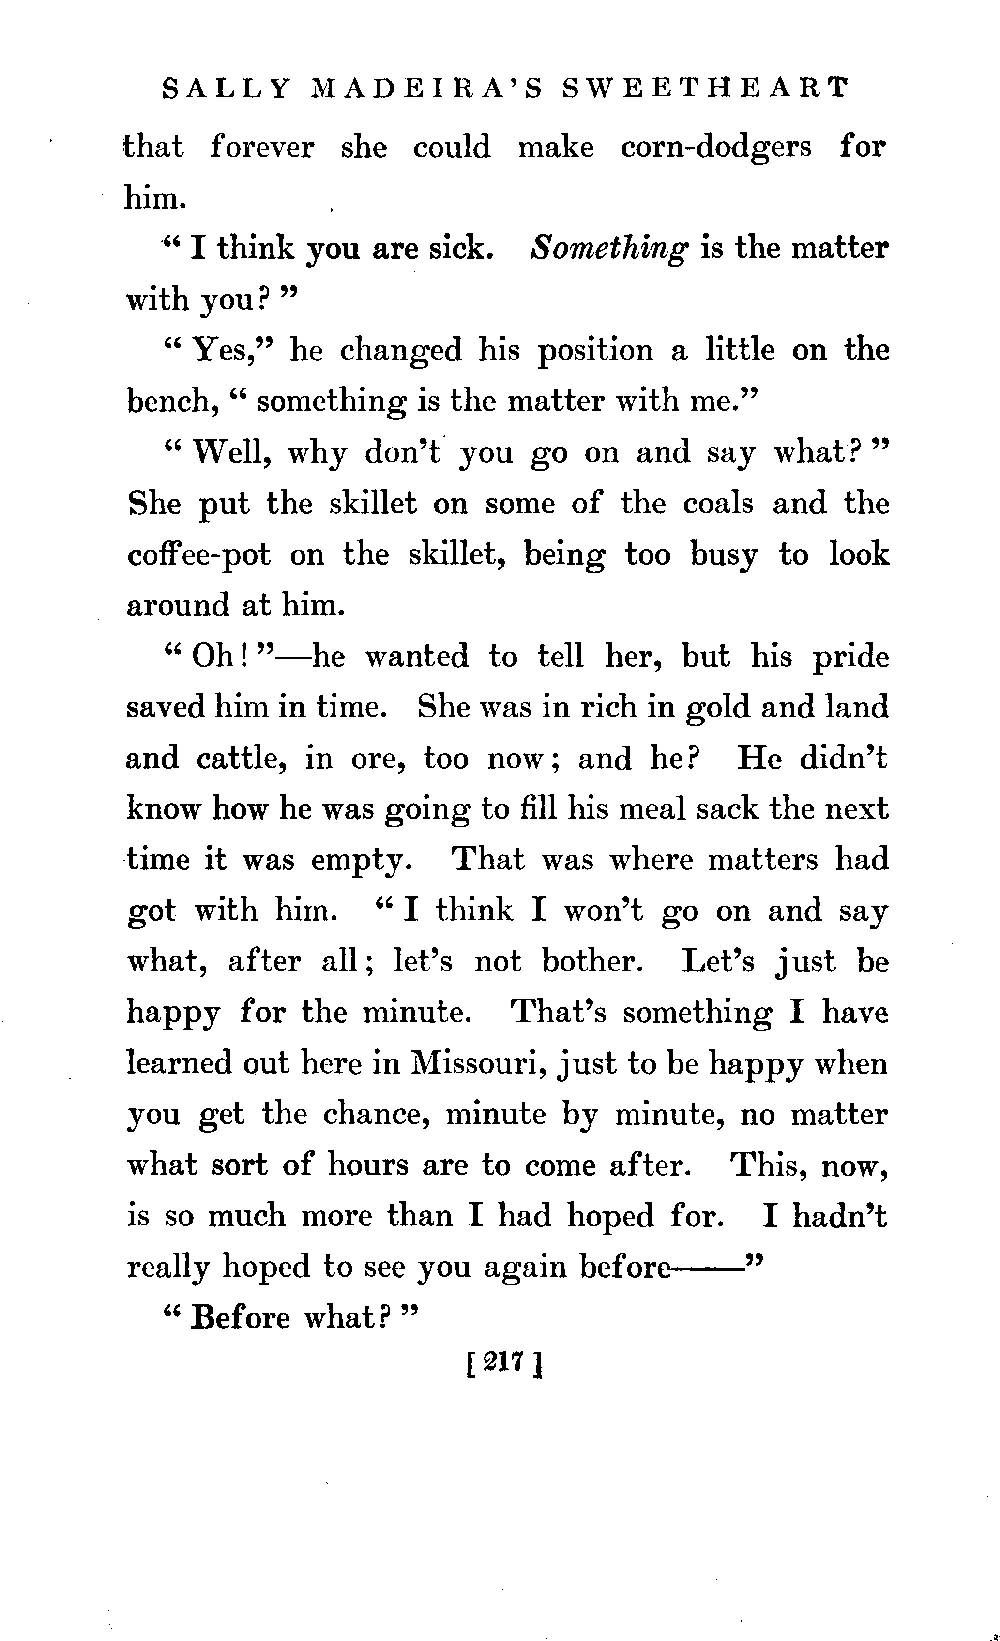 SALLY MADEIRA'S SWEETHEART
that forever she could make corn-dodgers for
him.
“ I think you are sick. Something is the matter
with you? ”
“ Yes,” he changed his position a little on the
bench, “ something is the matter with me.”
“ Well, why don't you go on and say what? ”
She put the skillet on some of the coals and the
coffee-pot on the skillet, being too busy to look
around at him.
“ Oh! ”—he wanted to tell her, but his pride
saved him in time. She was in rich in gold and land
and cattle, in ore, too now; and he? He didn't
know how he was going to fill his meal sack the next
time it was empty. That was where matters had
got with him. “ I think I won't go on and say
what, after all; let's not bother. Let's just be
happy for the minute. That's something I have
learned out here in Missouri, just to be happy when
you get the chance, minute by minute, no matter
what sort of hours are to come after. This, now,
is so much more than I had hoped for. I hadn't
really hoped to see you again before——”
“ Before what? ”
[ 217 ]